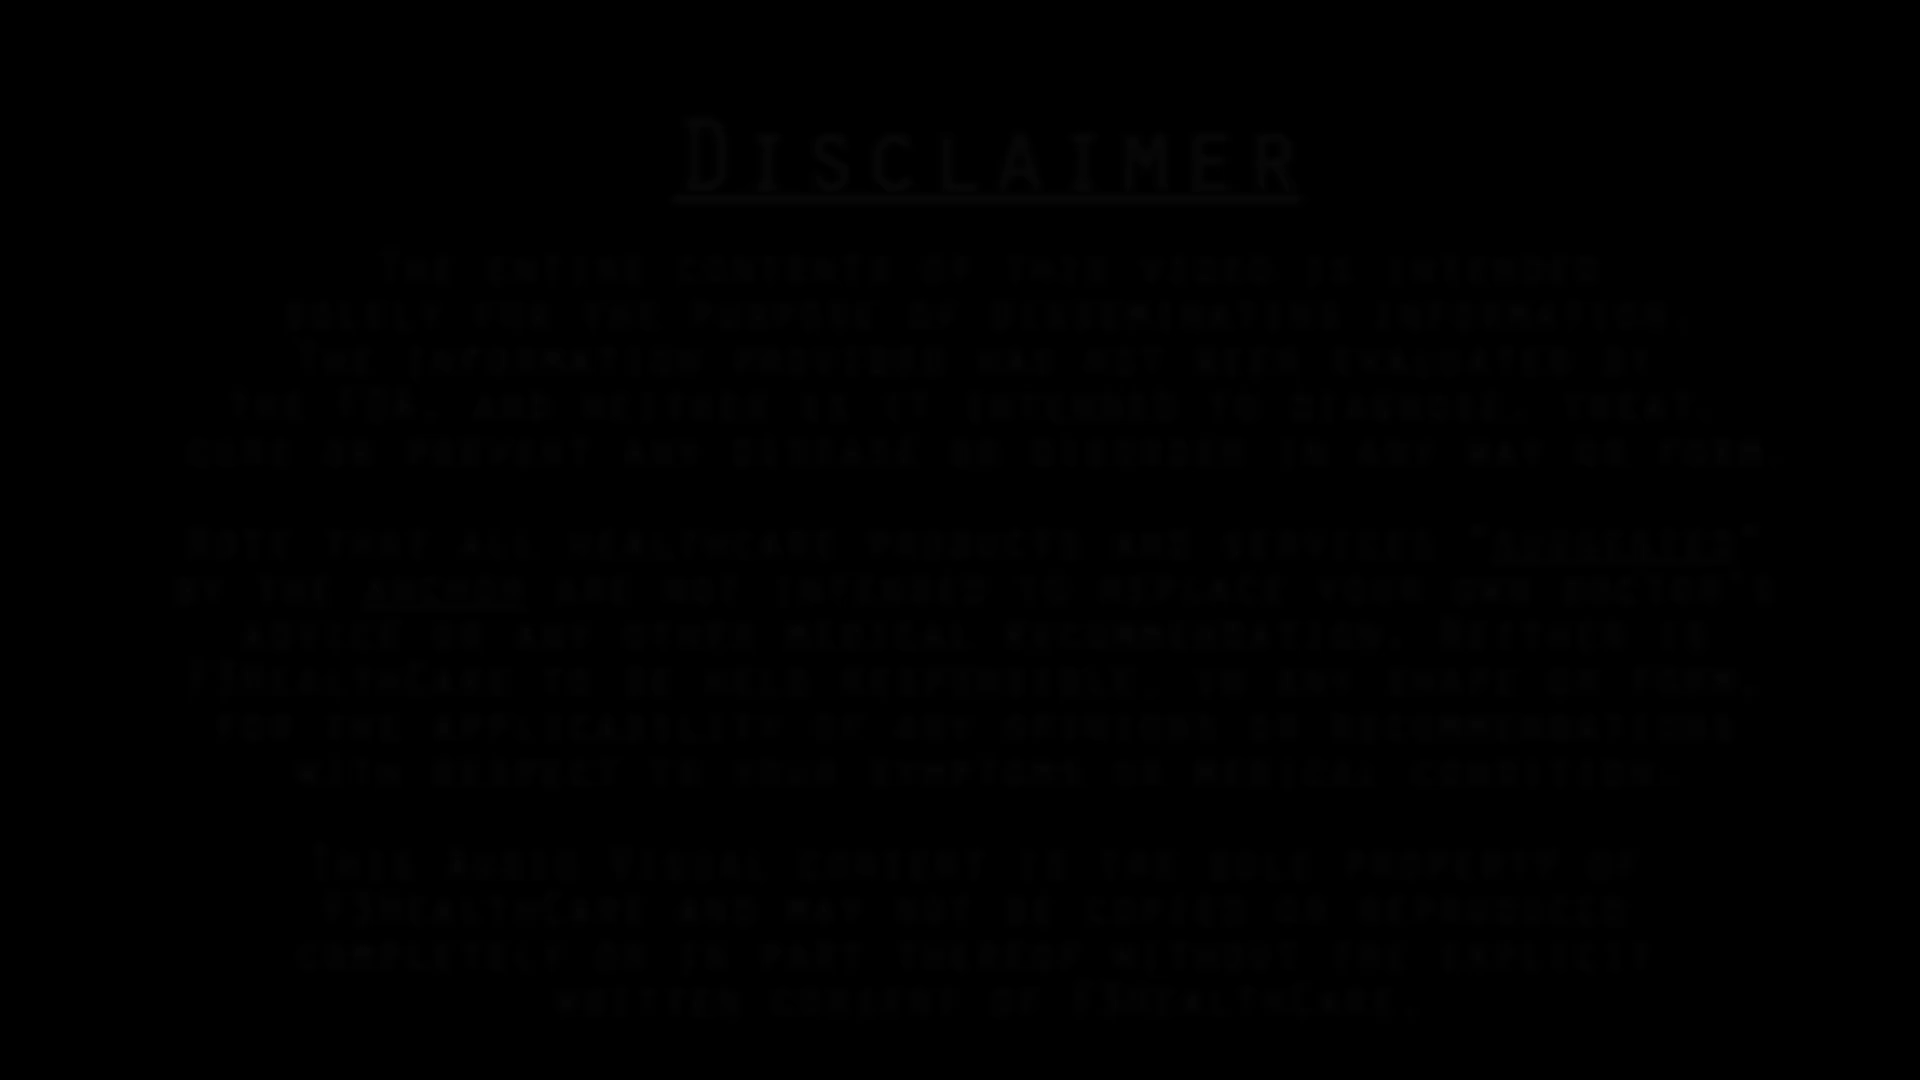 Disclaimer
The entire contents of this video is intended
solely for the purpose of disseminating information.
The information provided has not been evaluated by
the FDA, and neither is it intended to diagnose, treat,
cure or prevent any disease or disorder in any way or form.
Note that all healthcare products and services "suggested"
by the anchor are not intended to replace your own doctor's
advice or any other medical recommendation. Neither is
to be held responsible, in any shape or form,
for the applicability of any opinions or recommendations
with respect to your symptoms or medical condition.
This Audio Visual content is the sole property of
and may not be copied or reproduced
completely or in part thereof without the explicit
written consent of